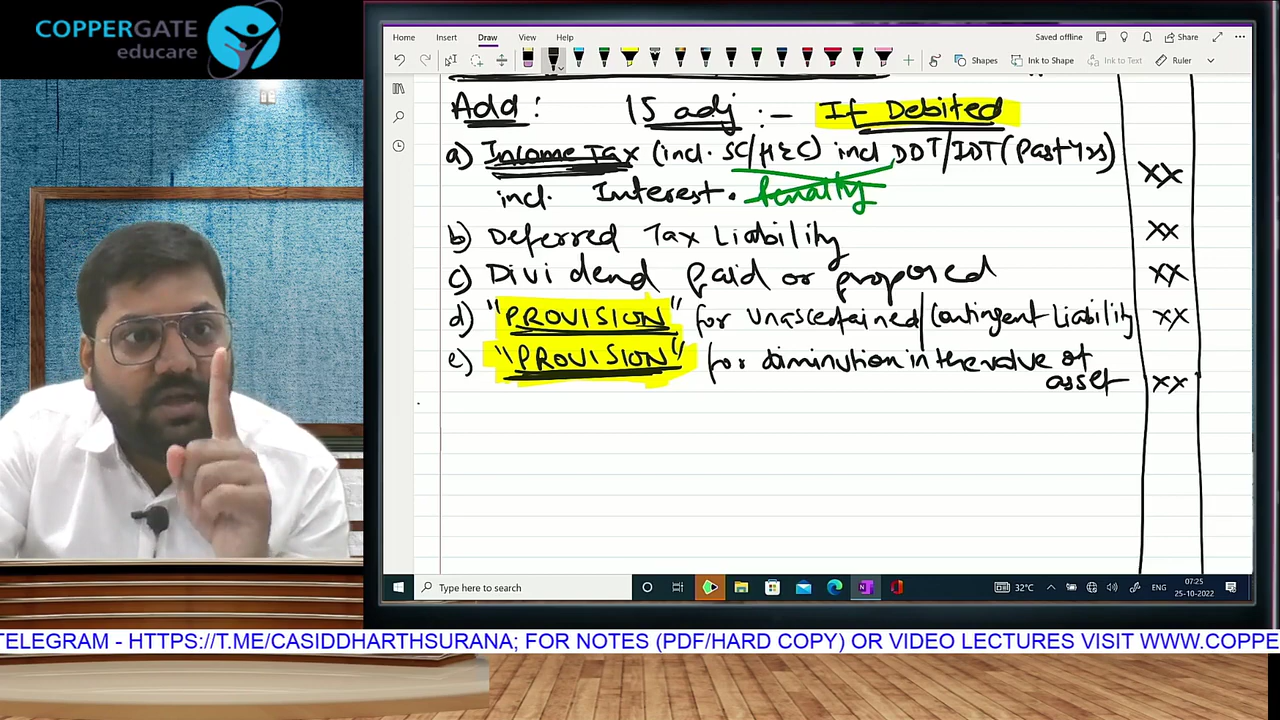 COPPERGATE
educare
Home Insert Draw View Help
Saved offline
Share
Shapes
Ink to Shape
Ink to Text
Ruler
Add : 15 adj :- If Debited
a) Income Tax (incl. SC/HEC) incl DDT/IDT (Past Yrs) xx
incl. Interest. Penalty
b) Deferred Tax Liability xx
c) Dividend paid or proposed xx
d) "PROVISION" for unascertained/contingent Liability xx
e) "PROVISION" for diminution in the value of
asset xx
Type here to search
32°C
ENG
07:25
25-10-2022
TELEGRAM - HTTPS://T.ME/CASIDDHARTHSURANA; FOR NOTES (PDF/HARD COPY) OR VIDEO LECTURES VISIT WWW.COPPE